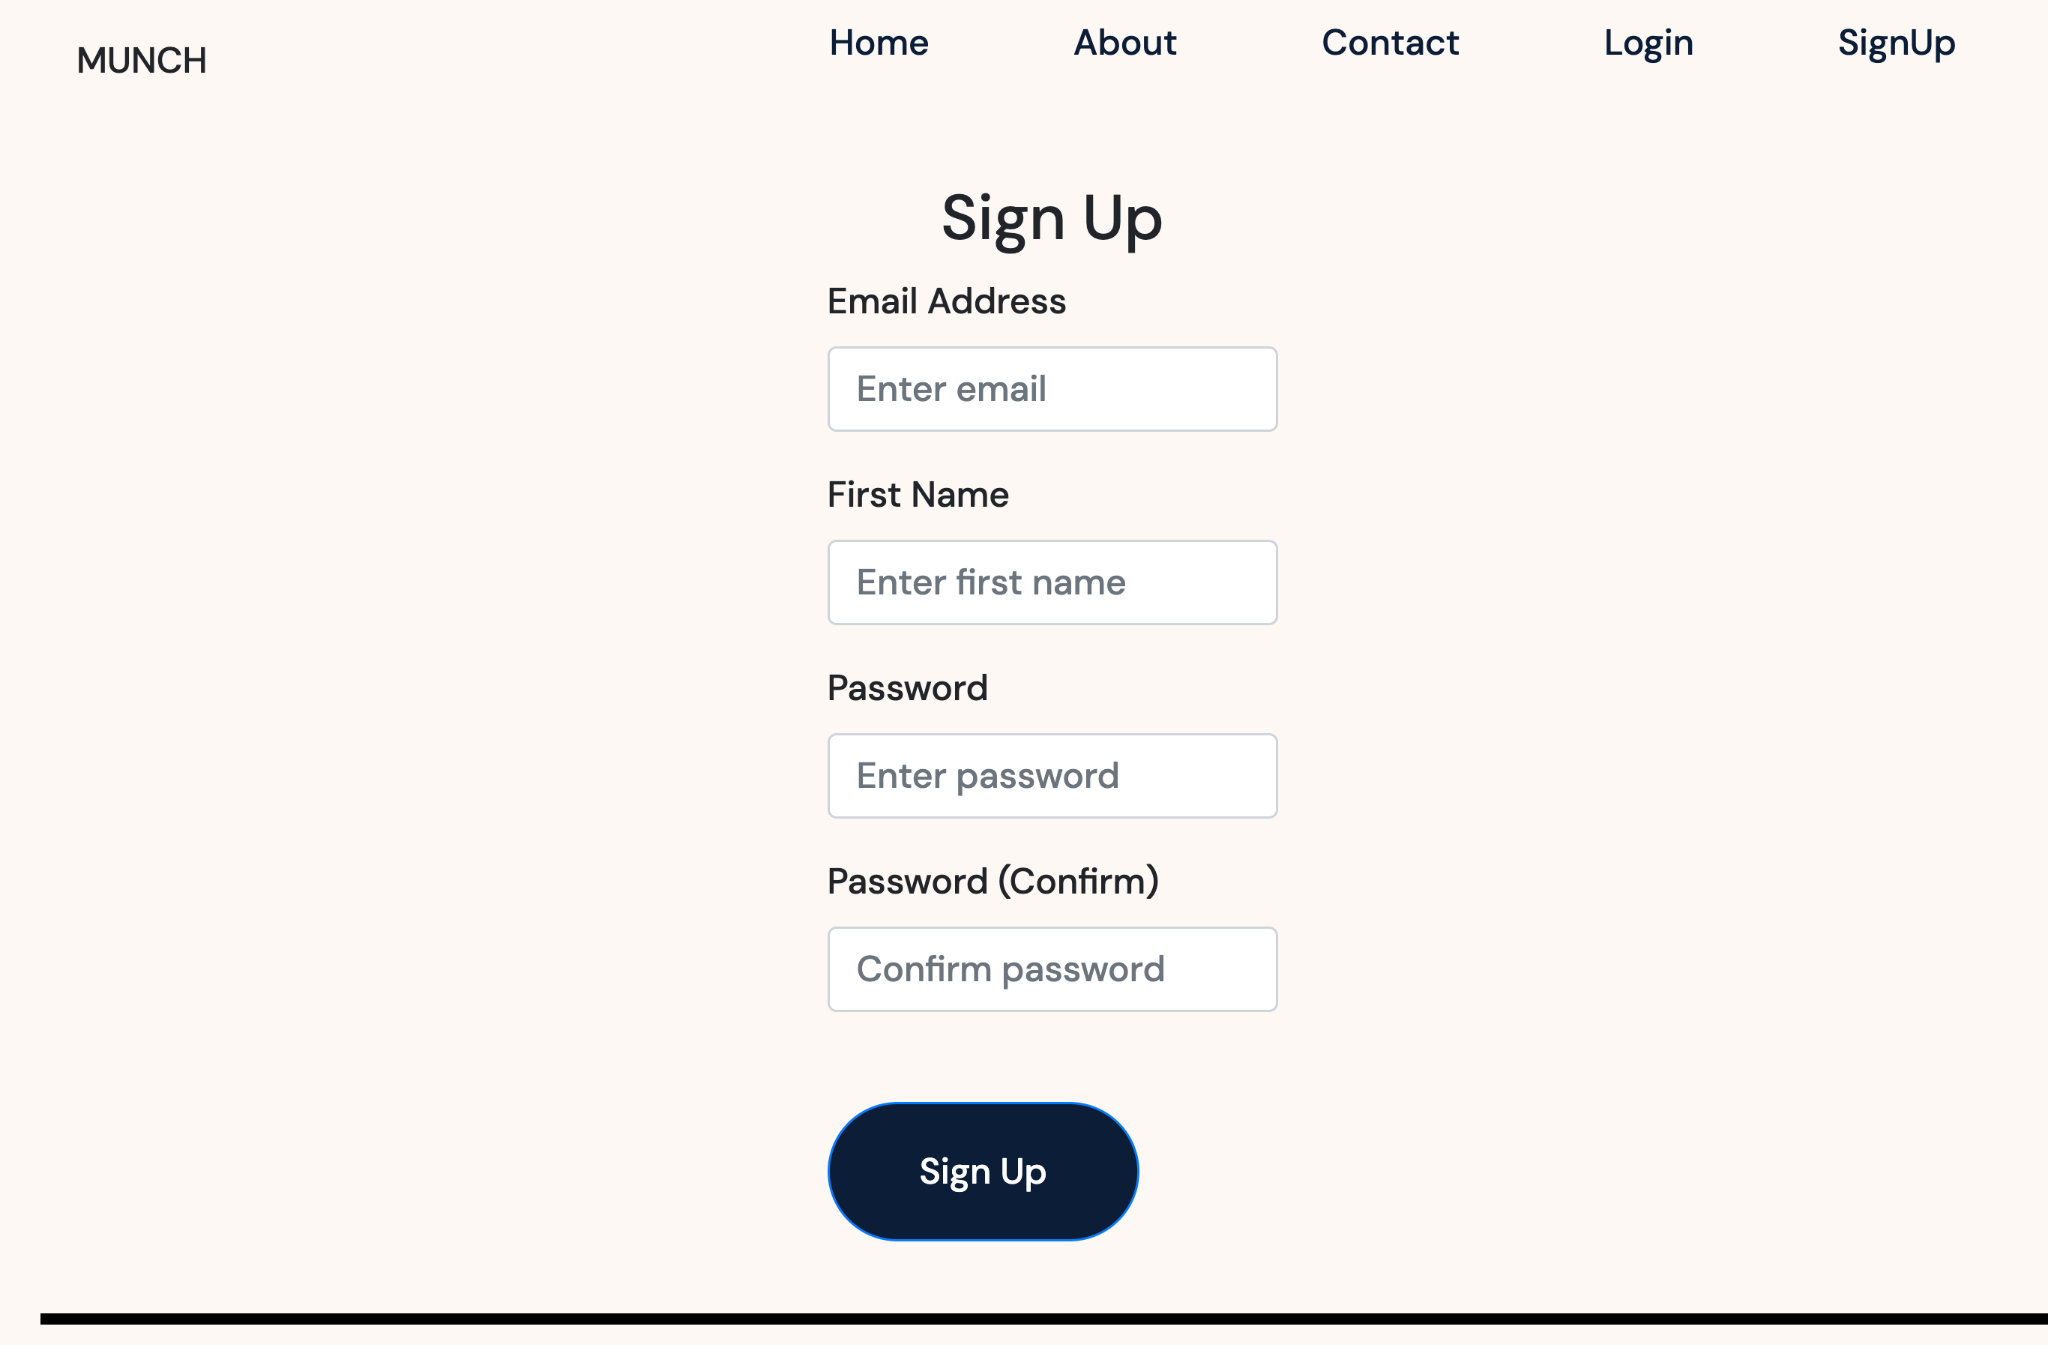 MUNCH
Home About Contact Login SignUp
Sign Up
Email Address
Enter email
First Name
Enter first name
Password
Enter password
Password (Confirm)
Confirm password
Sign Up